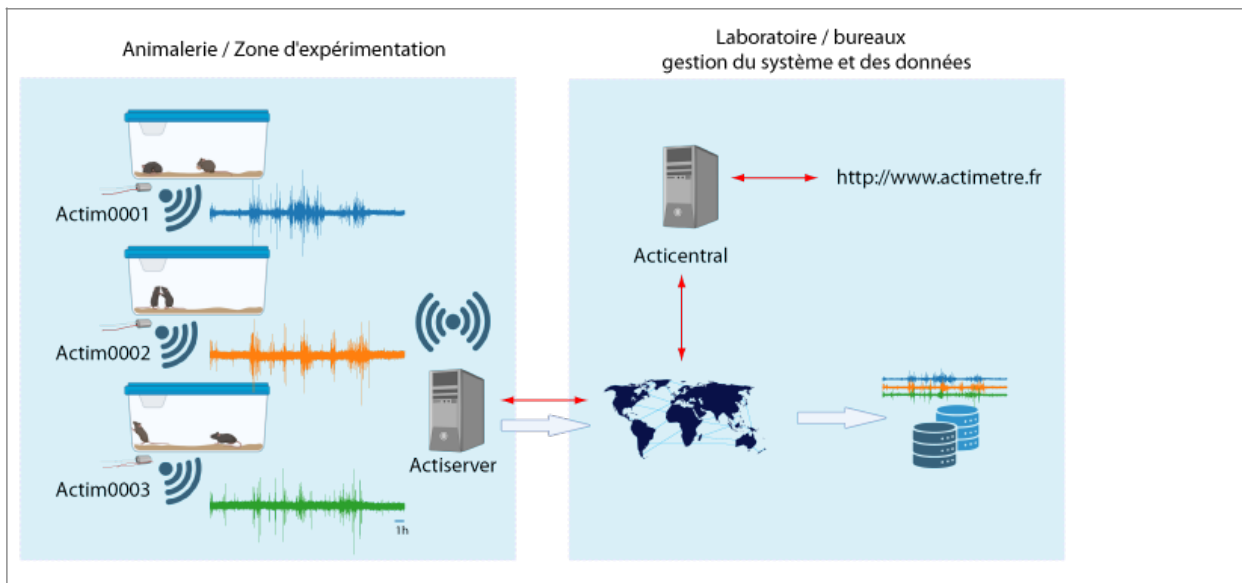 Animalerie / Zone d'expérimentation
Actim0001
Actim0002
Actim0003
1h
Actiserver
Laboratoire / bureaux
gestion du système et des données
Acticentral
http://www.actimetre.fr